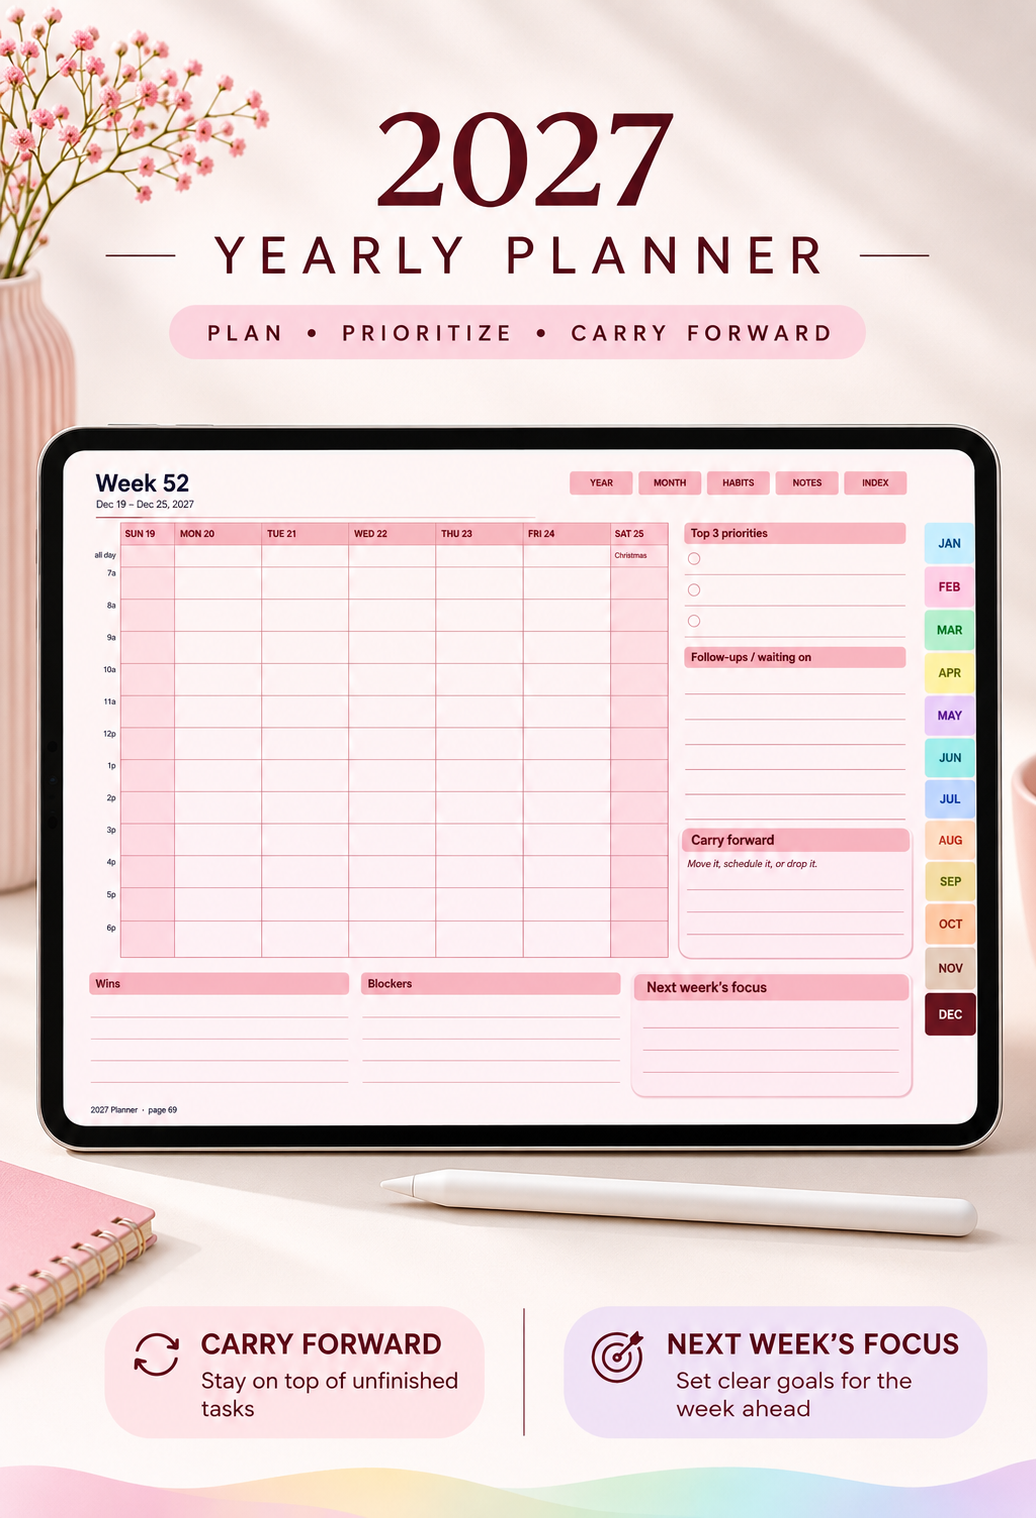 2027
YEARLY PLANNER
PLAN • PRIORITIZE • CARRY FORWARD
Week 52
Dec 19 – Dec 25, 2027
YEAR MONTH HABITS NOTES INDEX
SUN 19 MON 20 TUE 21 WED 22 THU 23 FRI 24 SAT 25
all day Christmas
7a
8a
9a
10a
11a
12p
1p
2p
3p
4p
5p
6p
Top 3 priorities
Follow-ups / waiting on
Carry forward
Move it, schedule it, or drop it.
JAN
FEB
MAR
APR
MAY
JUN
JUL
AUG
SEP
OCT
NOV
DEC
Wins
Blockers
Next weerk's focus
2027 Planner · page 69
CARRY FORWARD
Stay on top of unfinished
tasks
NEXT WEEK’S FOCUS
Set clear goals for the
week ahead